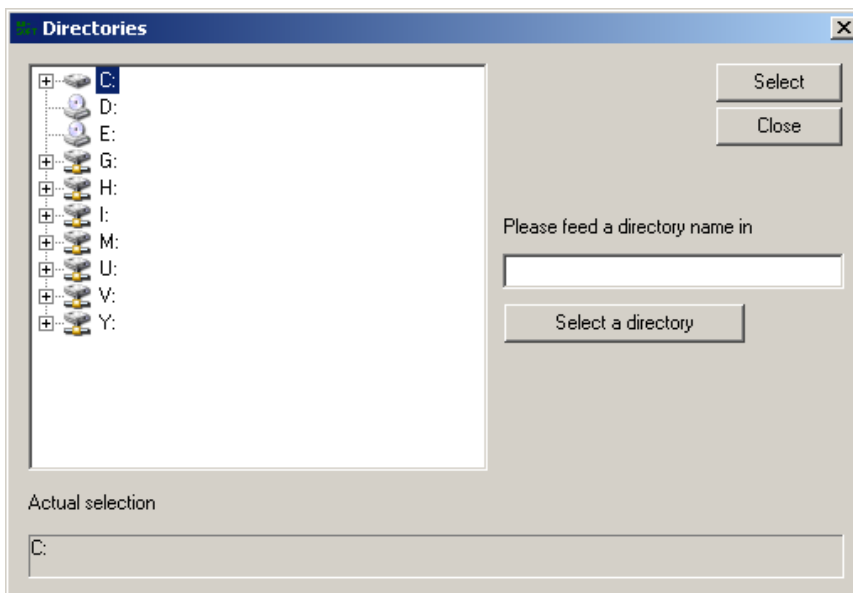 Directories
C:
D:
E:
G:
H:
I:
M:
U:
V:
Y:
Select
Close
Please feed a directory name in
Select a directory
Actual selection
C: